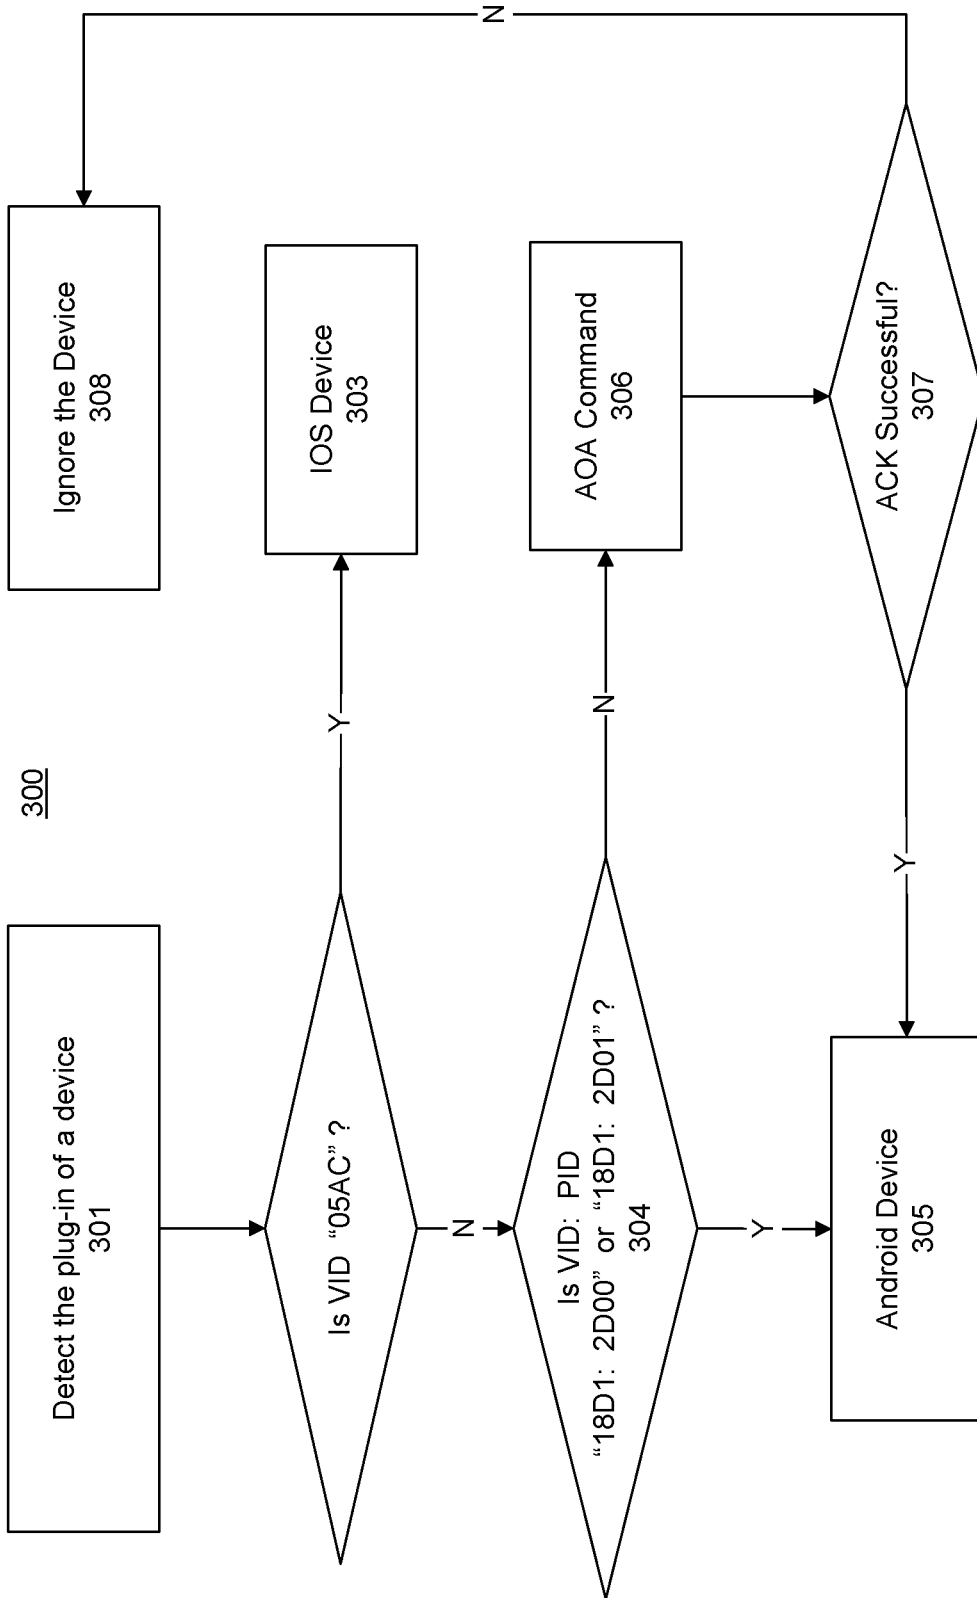 300
Detect the plug-in of a device
301
Ignore the Device
308
Is VID “05AC” ?
Y
IOS Device
303
N
Is VID: PID
“18D1: 2D00” or “18D1: 2D01” ?
304
N
AOA Command
306
Y
Android Device
305
Y
ACK Successful?
307
N